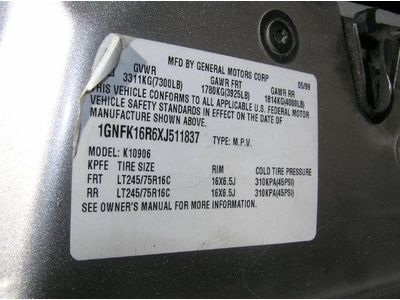 MFD BY GENERAL MOTORS CORP
05/99
GVWR GAWR FRT GAWR RR
3311KG(7300LB) 1780KG(3925LB) 1814KG(4000LB)
THIS VEHICLE CONFORMS TO ALL APPLICABLE U.S. FEDERAL MOTOR
VEHICLE SAFETY STANDARDS IN EFFECT ON THE DATE OF
MANUFACTURE SHOWN ABOVE.
1GNFK16R6XJ511837 TYPE: M.P.V.
MODEL: K10906
KPFE TIRE SIZE RIM COLD TIRE PRESSURE
FRT LT245/75R16C 16X6.5J 310KPA(45PSI)
RR LT245/75R16C 16X6.5J 310KPA(45PSI)
SEE OWNER'S MANUAL FOR MORE INFORMATION.